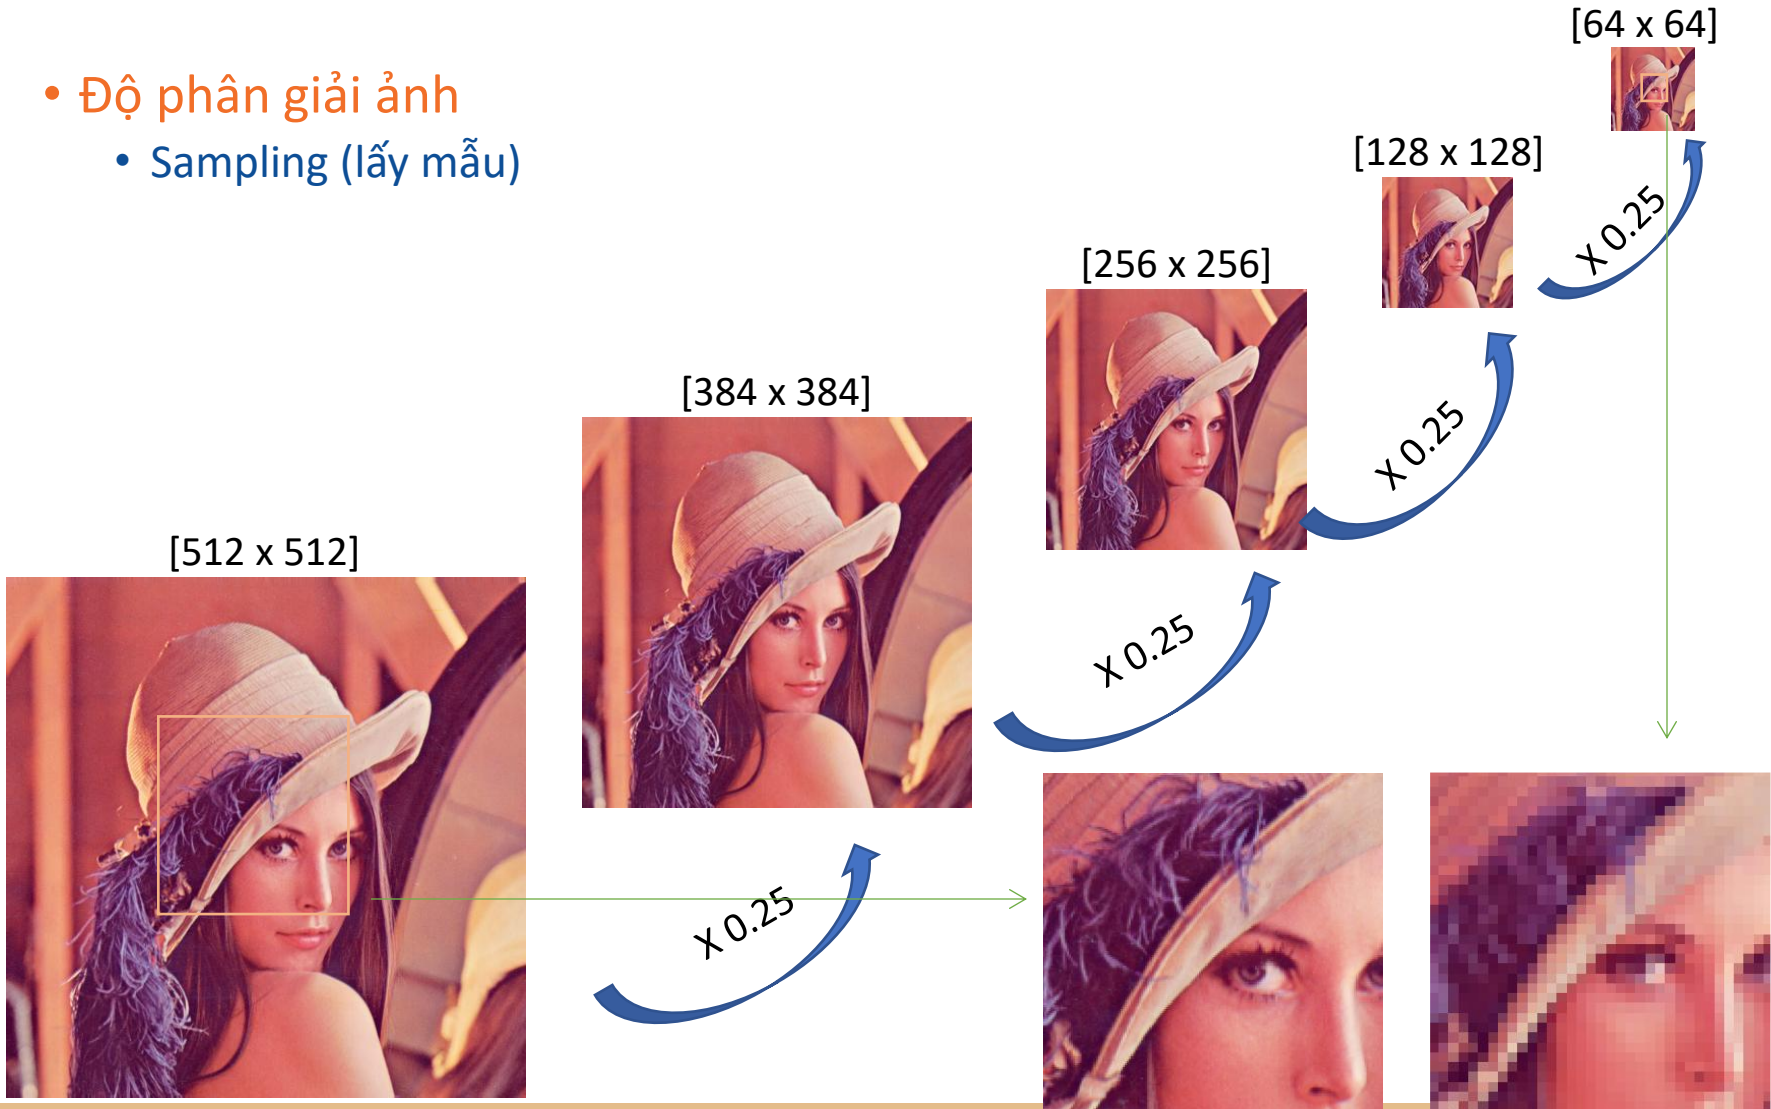 • Độ phân giải ảnh
• Sampling (lấy mẫu)
[64 x 64]
[128 x 128]
X 0.25
[256 x 256]
X 0.25
[384 x 384]
X 0.25
[512 x 512]
X 0.25